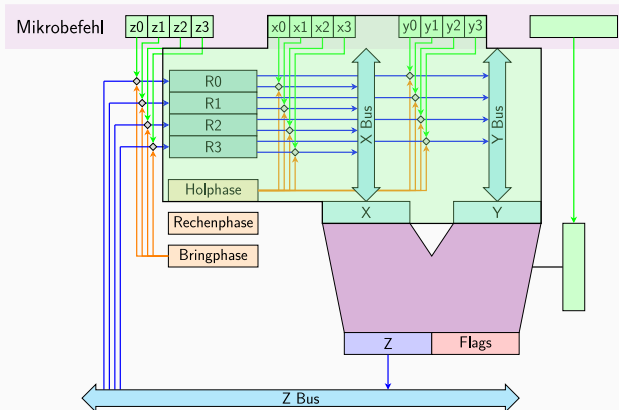 Mikrobefehl z0 z1 z2 z3 x0 x1 x2 x3 y0 y1 y2 y3
R0
R1
R2
R3
X Bus
Y Bus
Holphase
X Y
Rechenphase
Bringphase
Z Flags
Z Bus